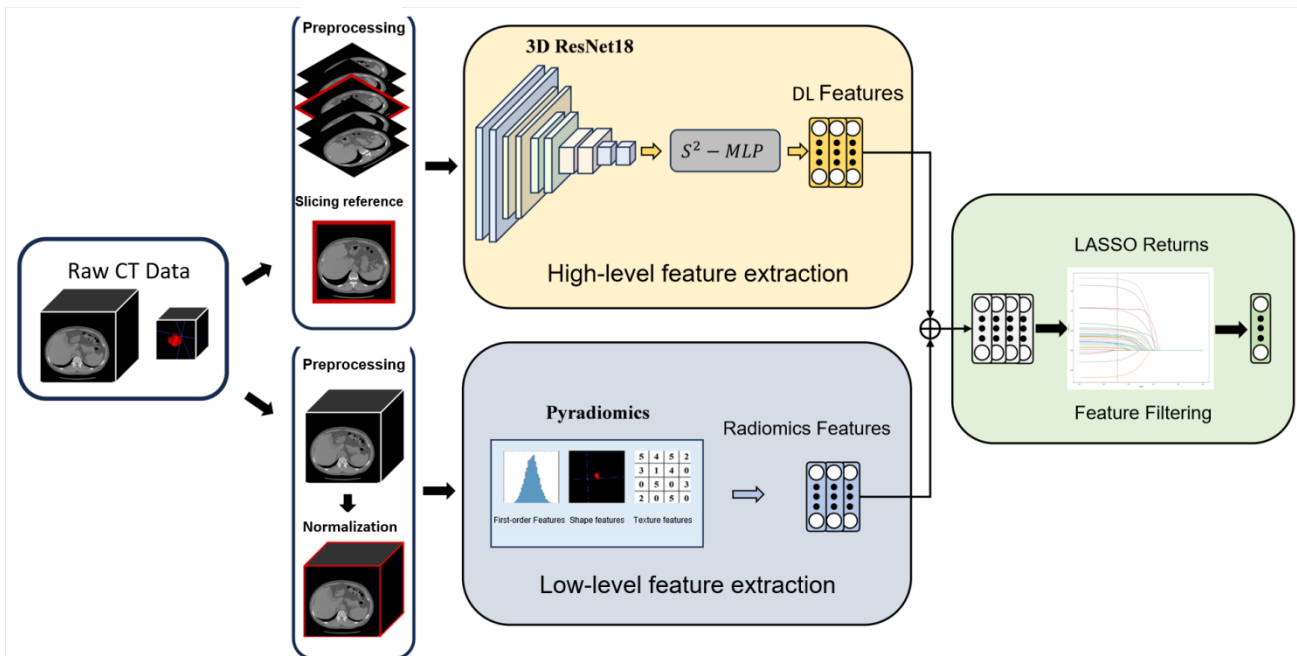 Raw CT Data
Preprocessing
Slicing reference
3D ResNet18
S² − MLP
DL Features
High-level feature extraction
Preprocessing
Normalization
Pyradiomics
5 4 5 2
3 1 4 0
0 5 0 3
2 0 5 0
First-order Features
Shape features
Texture features
Radiomics Features
Low-level feature extraction
LASSO Returns
Feature Filtering